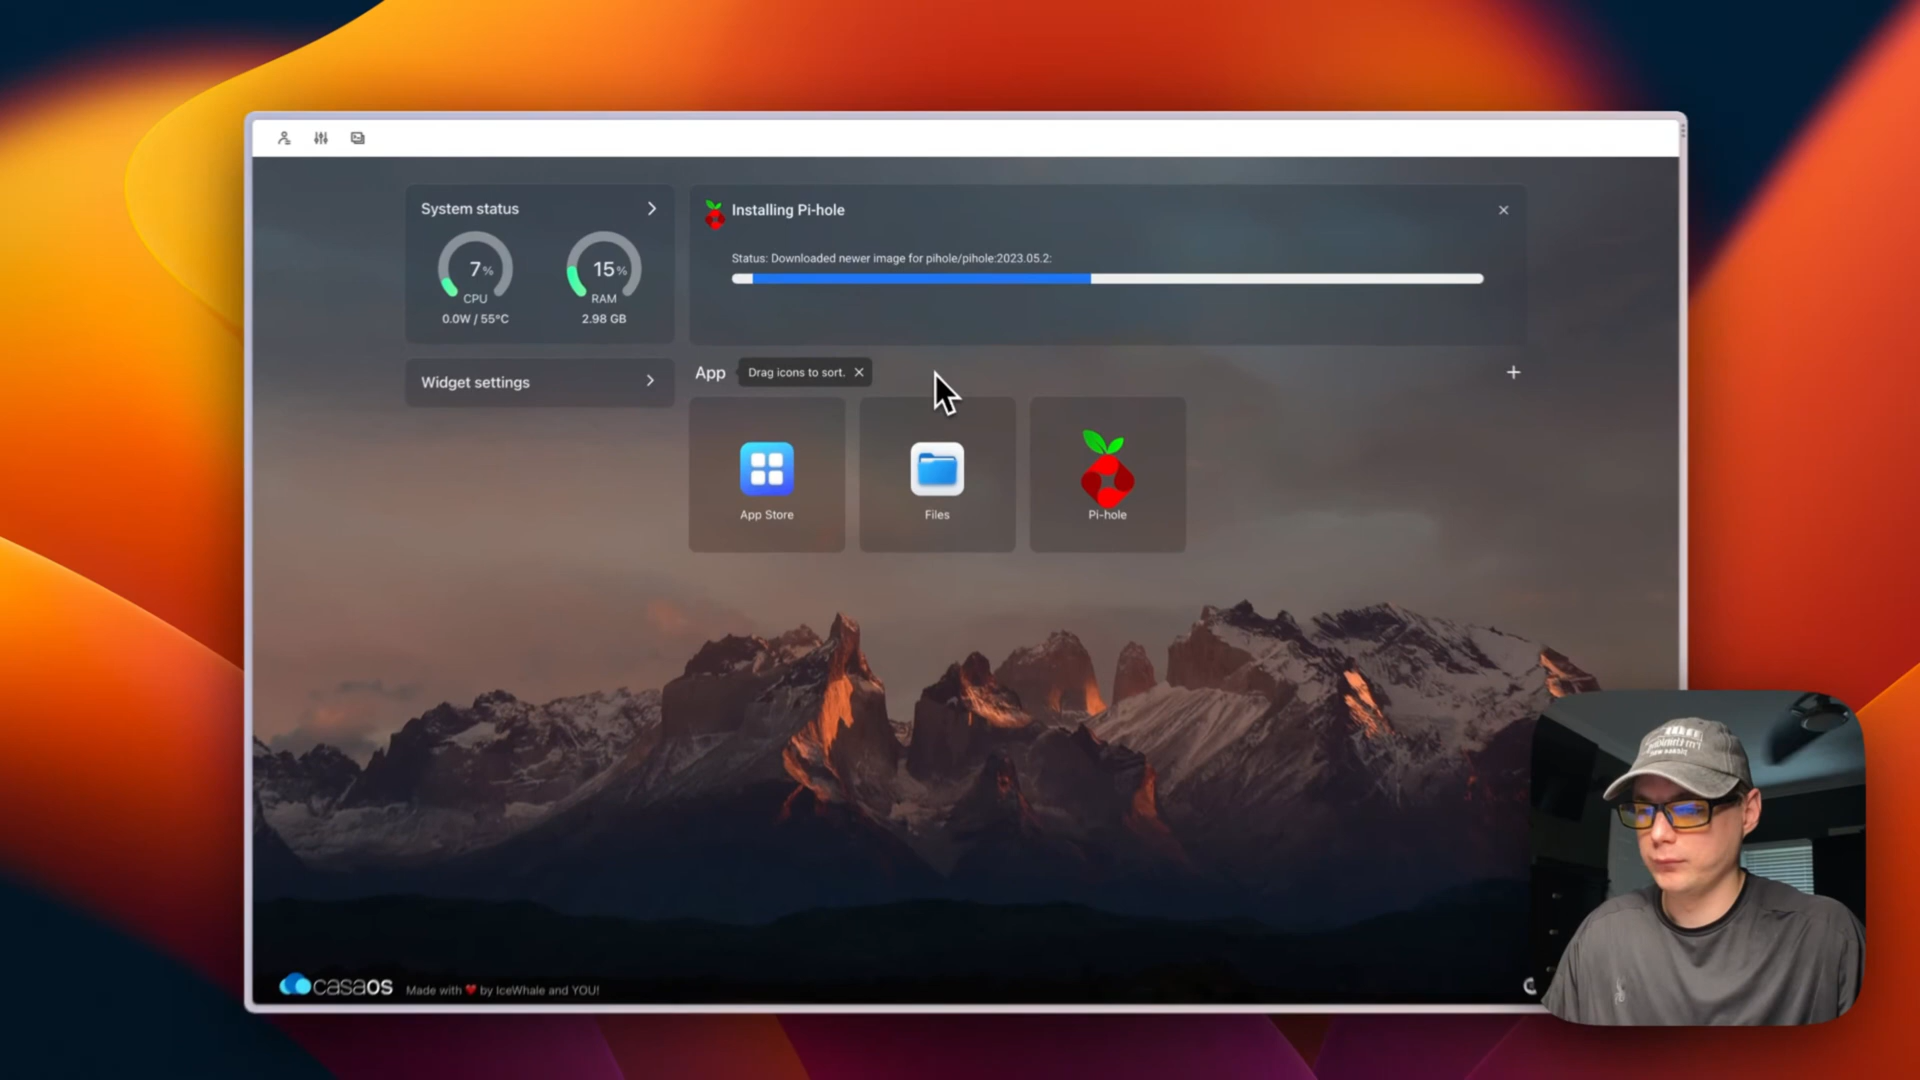 System status
7%
CPU
0.0W / 55°C
15%
RAM
2.98 GB
Installing Pi-hole
Status: Downloaded newer image for pihole/pihole:2023.05.2:
Widget settings
App
Drag icons to sort.
App Store
Files
Pi-hole
casaos
Made with ❤ by IceWhale and YOU!